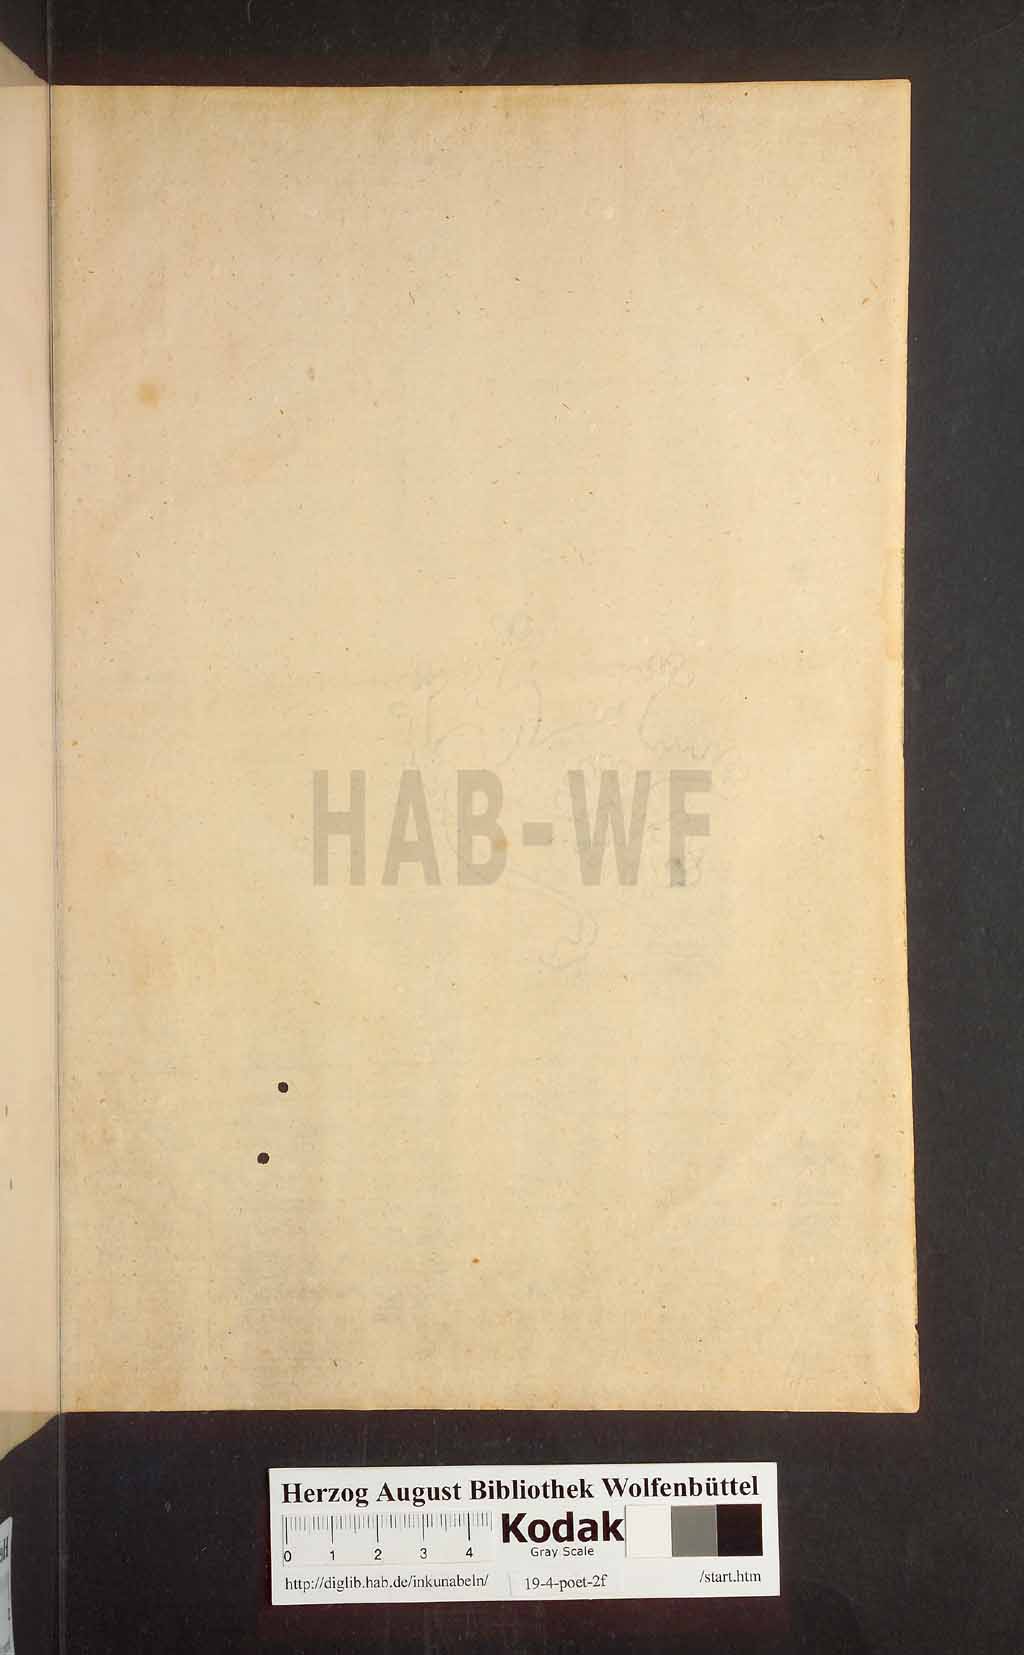 HAB-WF
Herzog August Bibliothek Wolfenbüttel
0 1 2 3 4
Kodak
Gray Scale
http://diglib.hab.de/inkunabeln/ 19-4-poet-2f /start.htm